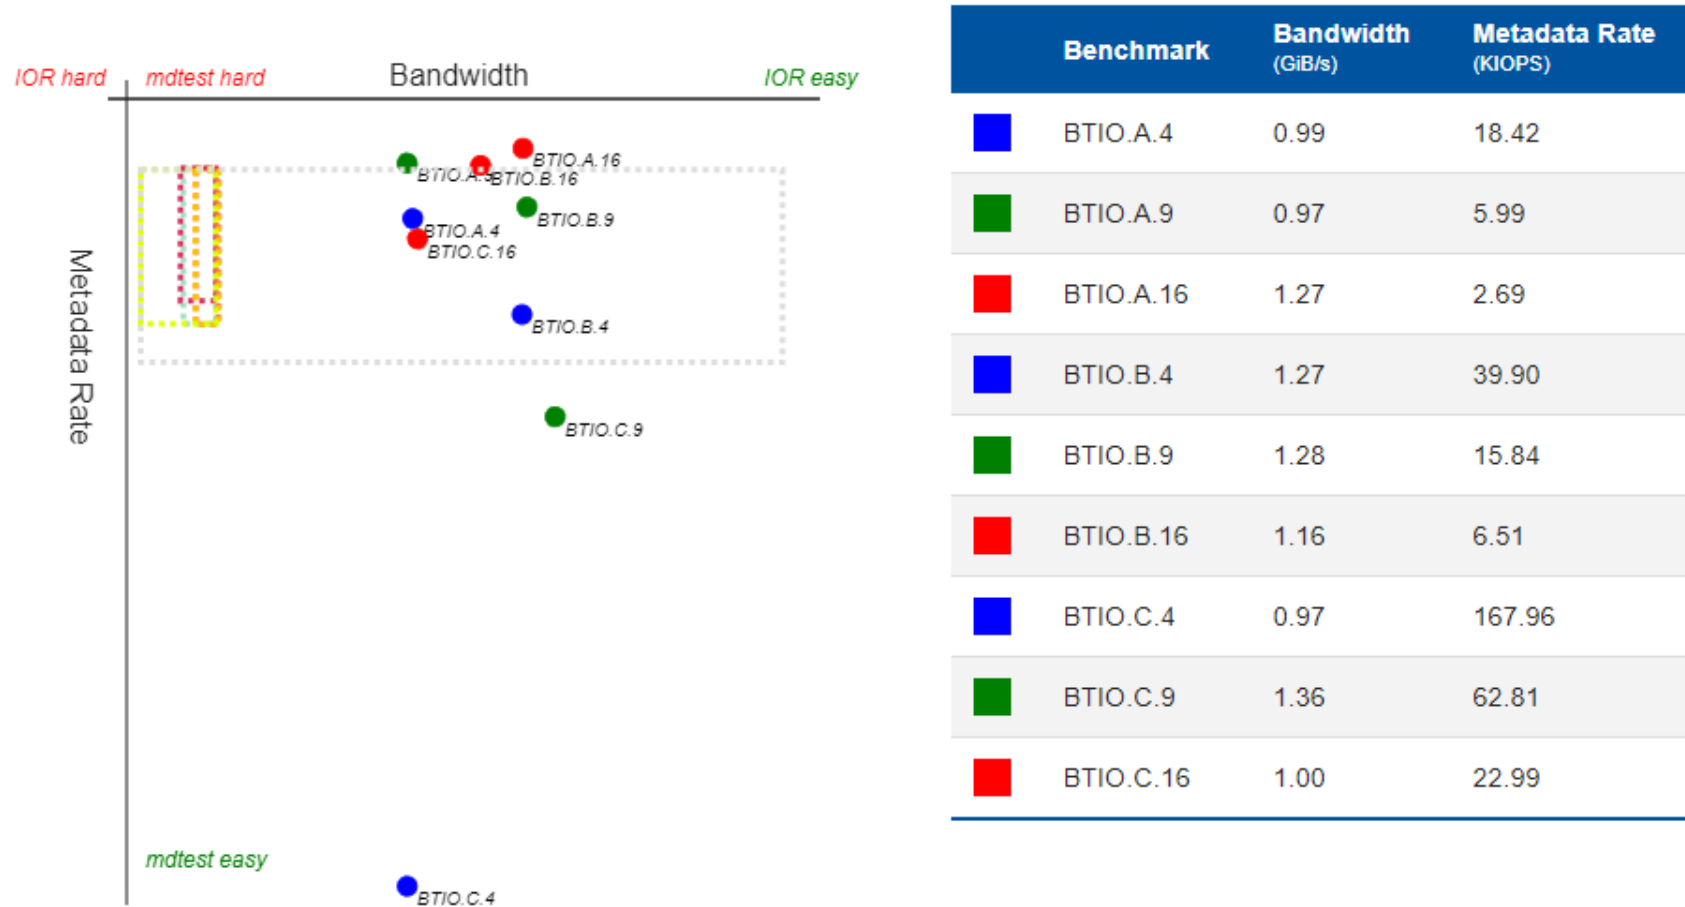 IOR hard
mdtest hard
Bandwidth
IOR easy
Metadata Rate
BTIO.A.16
BTIO.A.9
BTIO.B.16
BTIO.B.9
BTIO.A.4
BTIO.C.16
BTIO.B.4
BTIO.C.9
mdtest easy
BTIO.C.4
Benchmark Bandwidth (GiB/s) Metadata Rate (KIOPS)
BTIO.A.4 0.99 18.42
BTIO.A.9 0.97 5.99
BTIO.A.16 1.27 2.69
BTIO.B.4 1.27 39.90
BTIO.B.9 1.28 15.84
BTIO.B.16 1.16 6.51
BTIO.C.4 0.97 167.96
BTIO.C.9 1.36 62.81
BTIO.C.16 1.00 22.99